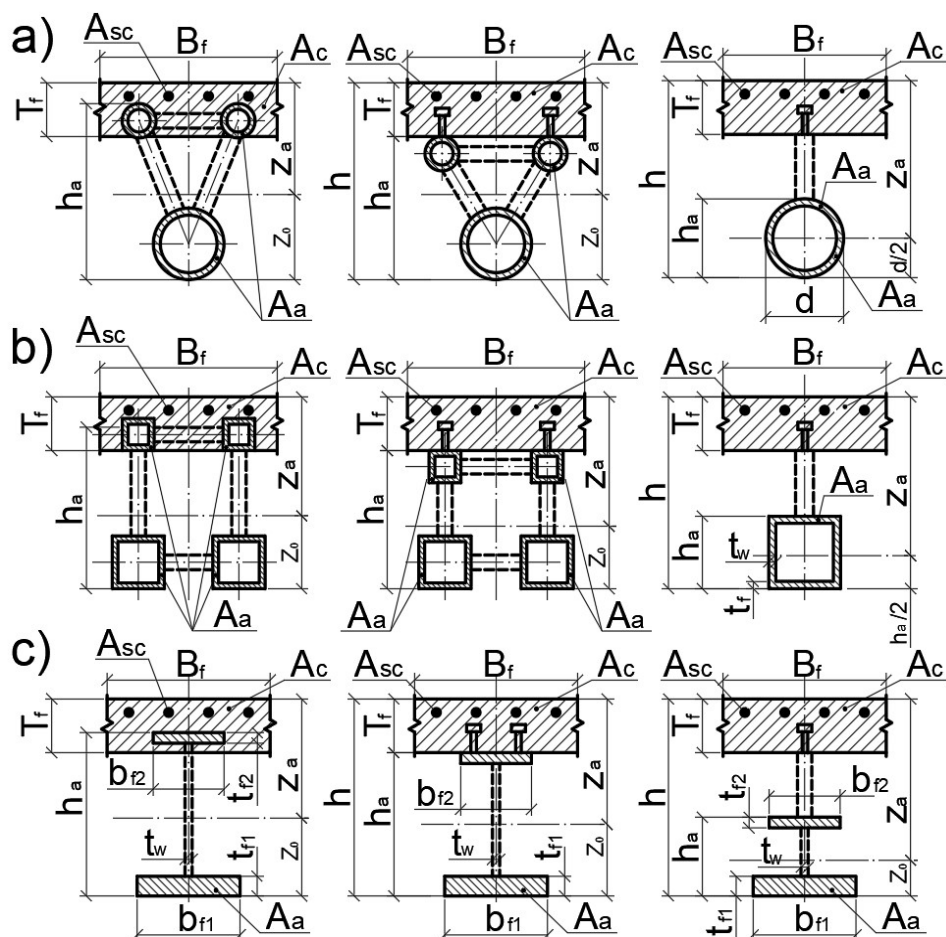 a)
Asc Bf Ac Asc Bf Ac Asc Bf Ac
Tf Tf Tf
ha Za h ha Za h ha Aa Za
Z₀ Z₀ d/2
Aa Aa d Aa
b)
Asc Bf Ac Asc Bf Ac Asc Bf Ac
Tf Tf Tf
ha Za h ha Za h ha Aa Za
Z₀ Z₀ tw tf ha/2
Aa Aa Aa
c)
Asc Bf Ac Asc Bf Ac Asc Bf Ac
Tf Tf Tf
ha bf2 tf2 Za h ha bf2 Za h ha tf2 bf2 Za
tw tf1 Z₀ tw tf1 Z₀ tw Z₀
bf1 Aa bf1 Aa tf1 bf1 Aa